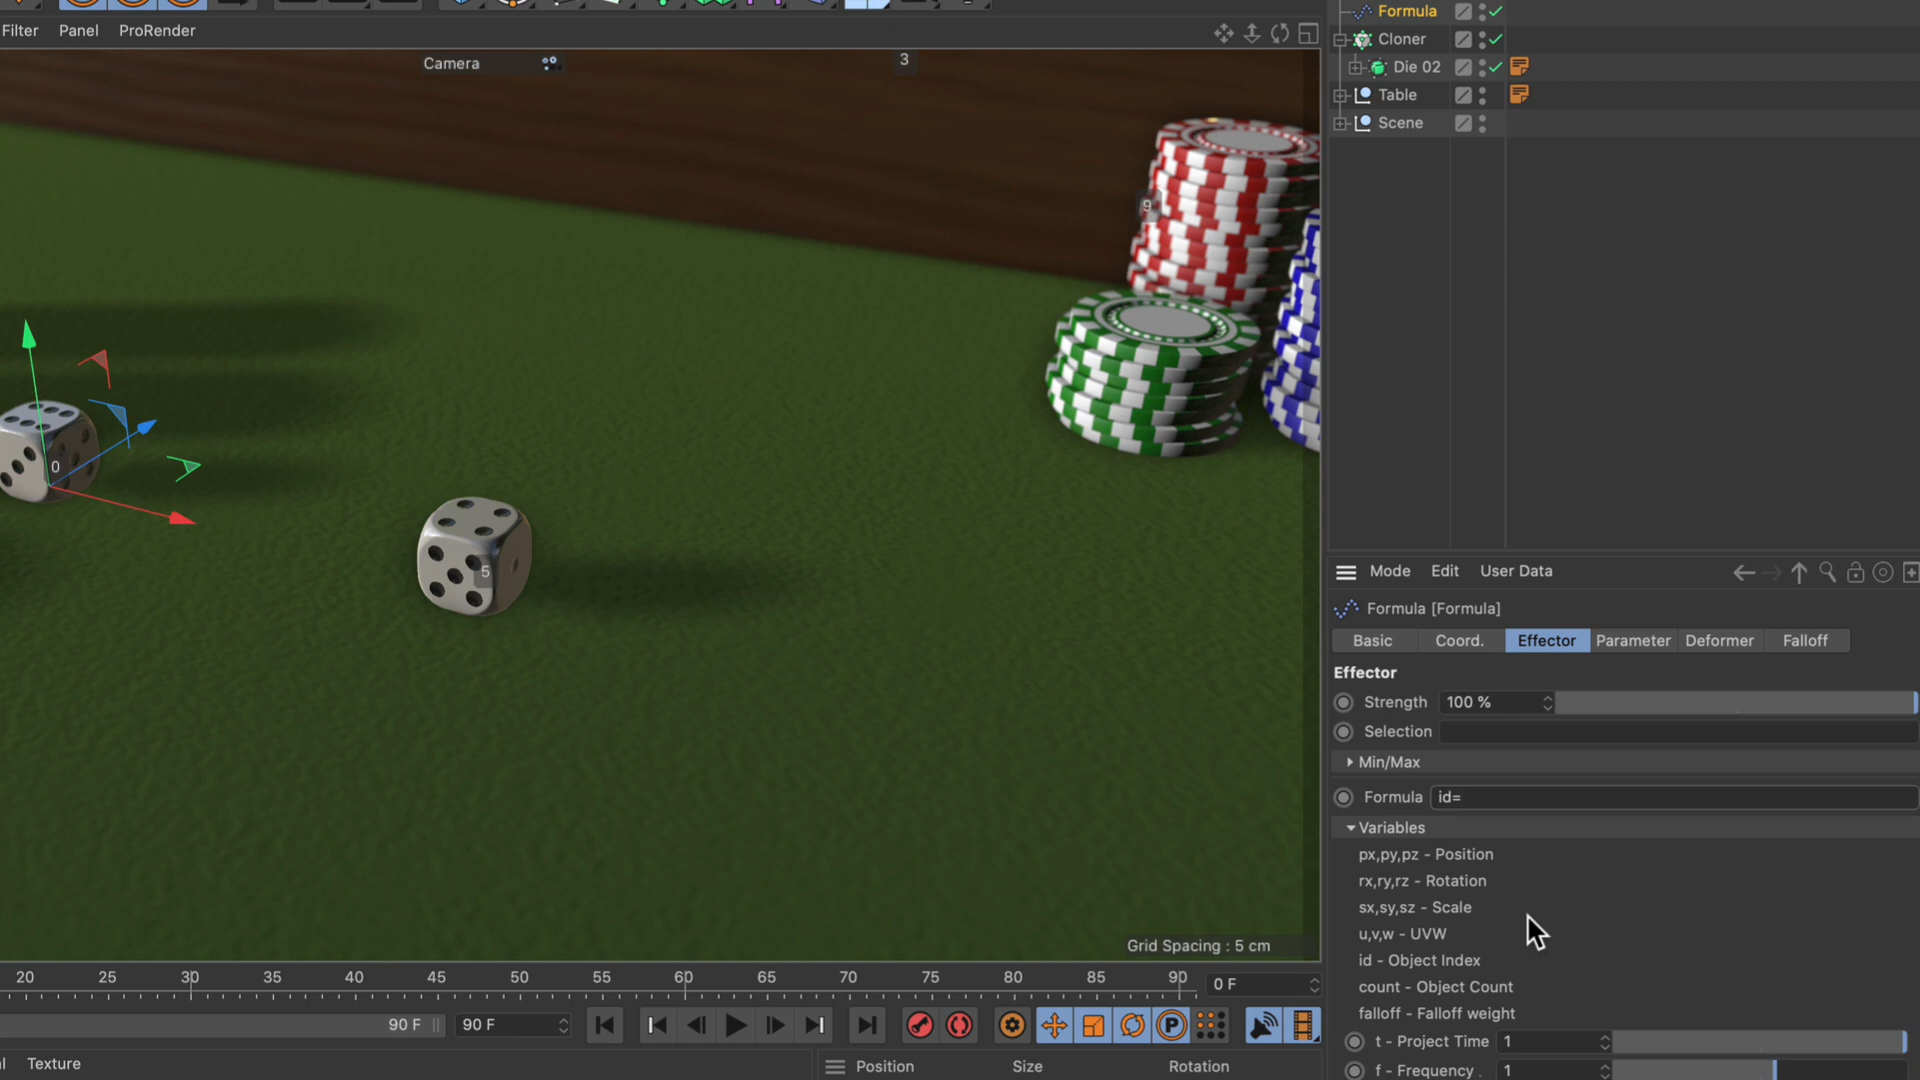 Filter Panel ProRender
Camera
3
9
0
5
Grid Spacing : 5 cm
20 25 30 35 40 45 50 55 60 65 70 75 80 85 90 0 F
90 F 90 F
Texture
Position Size Rotation
Formula
Cloner
Die 02
Table
Scene
Mode Edit User Data
Formula [Formula]
Basic Coord. Effector Parameter Deformer Falloff
Effector
Strength 100 %
Selection
Min/Max
Formula id=
Variables
px,py,pz - Position
rx,ry,rz - Rotation
sx,sy,sz - Scale
u,v,w - UVW
id - Object Index
count - Object Count
falloff - Falloff weight
t - Project Time 1
f - Frequency . 1